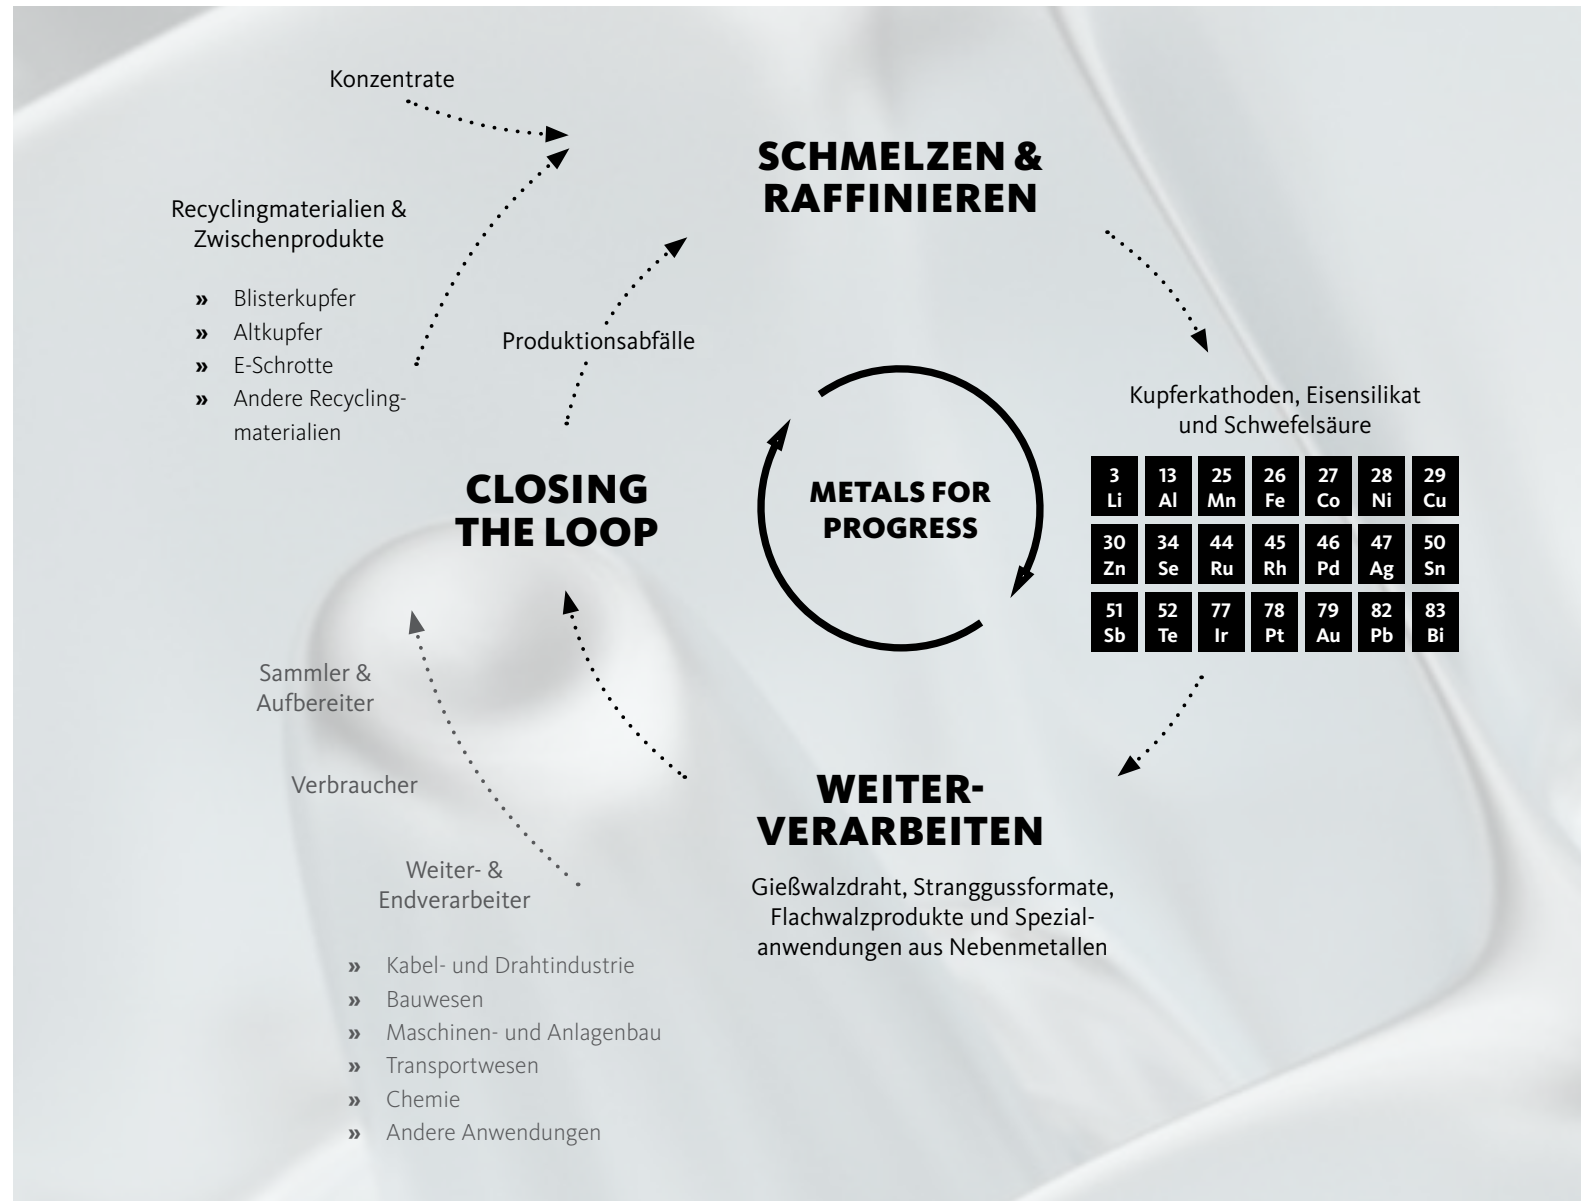 Konzentrate
SCHMELZEN &
RAFFINIEREN
Recyclingmaterialien &
Zwischenprodukte
» Blisterkupfer
» Altkupfer
» E-Schrotte
» Andere Recycling-
materialien
Produktionsabfälle
Kupferkathoden, Eisensilikat
und Schwefelsäure
3 13 25 26 27 28 29
Li Al Mn Fe Co Ni Cu
30 34 44 45 46 47 50
Zn Se Ru Rh Pd Ag Sn
51 52 77 78 79 82 83
Sb Te Ir Pt Au Pb Bi
CLOSING
THE LOOP
METALS FOR
PROGRESS
Sammler &
Aufbereiter
Verbraucher
Weiter- &
Endverarbeiter
» Kabel- und Drahtindustrie
» Bauwesen
» Maschinen- und Anlagenbau
» Transportwesen
» Chemie
» Andere Anwendungen
WEITER-
VERARBEITEN
Gießwalzdraht, Stranggussformate,
Flachwalzprodukte und Spezial-
anwendungen aus Nebenmetallen